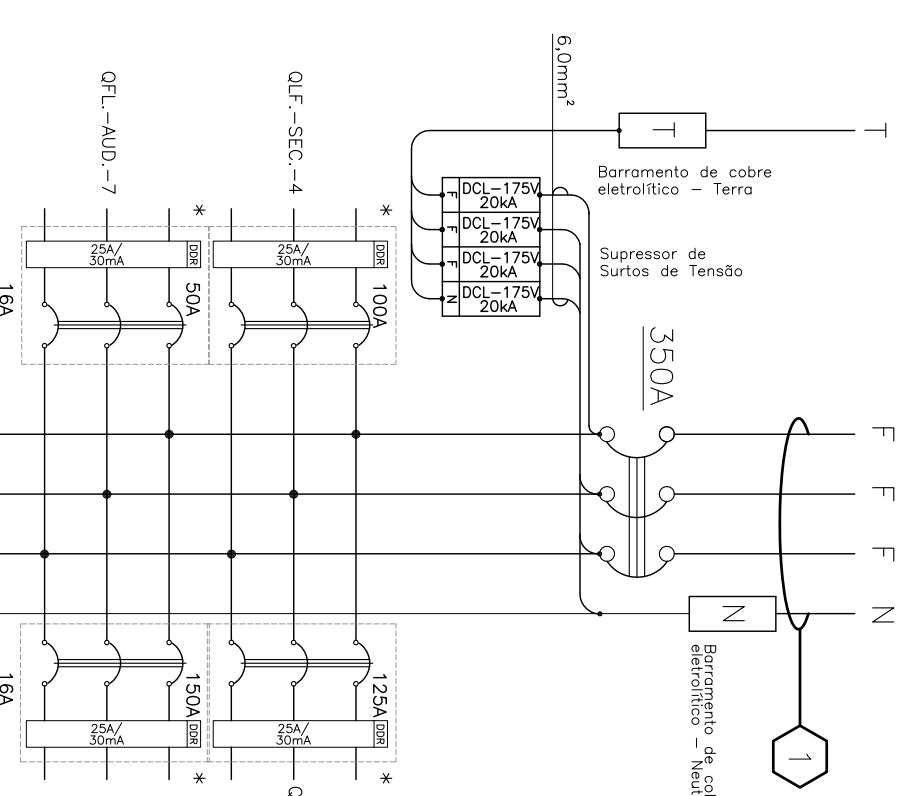 6,0mm²
T
T
Barramento de cobre
eletrolítico – Terra
QFL.–AUD.–7
QLF.–SEC.–4
F DCL–175V
20kA
F DCL–175V
20kA
F DCL–175V
20kA
N DCL–175V
20kA
Supressor de
Surtos de Tensão
*
*
25A/
30mA
DDR
25A/
30mA
DDR
16A
50A
100A
350A
F
F
F
N
N
Barramento de
eletrolítico –
1
16A
150A
125A
25A/
30mA
DDR
25A/
30mA
DDR
*
*